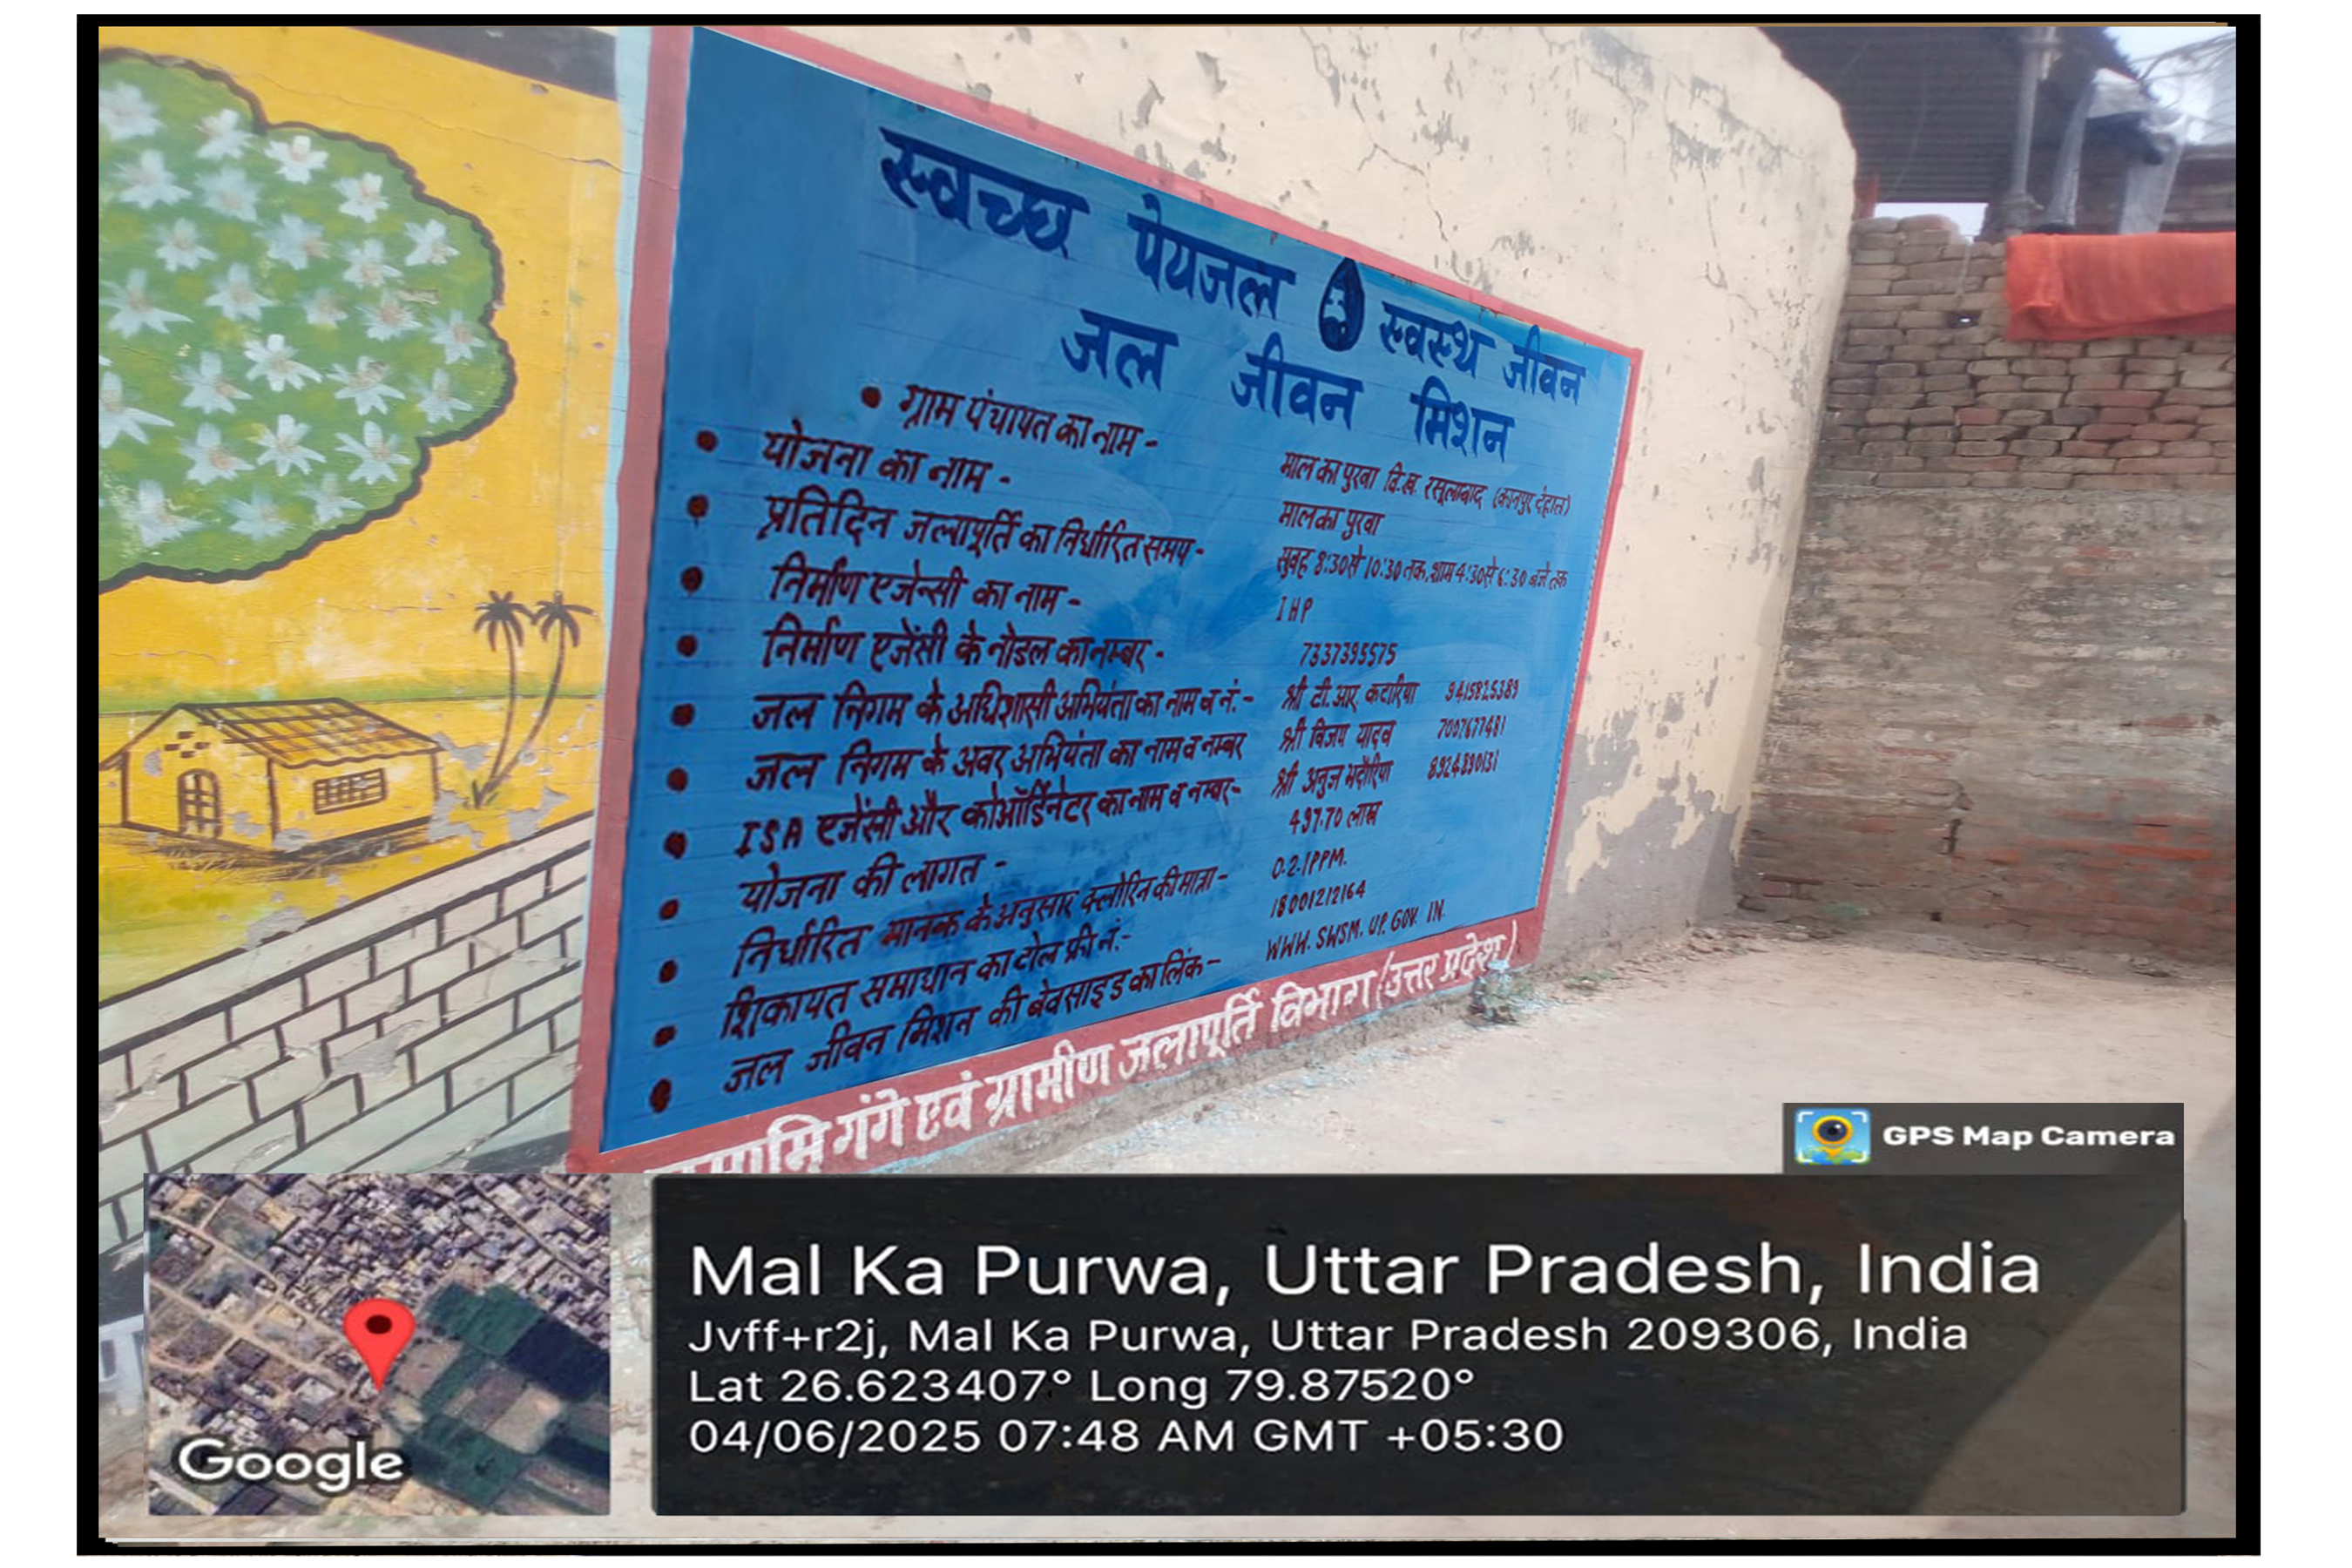 स्वच्छ पेयजल स्वस्थ जीवन
जल जीवन मिशन
• ग्राम पंचायत का नाम - माल का पुरवा वि.ख. रसूलाबाद (कानपुर देहात)
• योजना का नाम - माल का पुरवा
• प्रतिदिन जलापूर्ति का निर्धारित समय - सुबह 8:30 से 10:30 तक, शाम 4:30 से 6:30 बजे तक
• निर्माण एजेन्सी का नाम - IHP
• निर्माण एजेंसी के नोडल का नम्बर - 7337395575
• जल निगम के अधिशासी अभियंता का नाम व नं:- श्री टी.आर. कटारिया 9415825389
• जल निगम के अवर अभियंता का नाम व नम्बर श्री विजय यादव 7007677481
• ISA एजेंसी और कोऑर्डिनेटर का नाम व नम्बर- श्री अनुज भदौरिया 8924890131
• योजना की लागत - 497.70 लाख
• निर्धारित मानक के अनुसार क्लोरिन की मात्रा - 0.2.1PPM.
• शिकायत समाधान का टोल फ्री नं:- 18001212164
• जल जीवन मिशन की बेवसाइड का लिंक - WWW. SWSM. UP. GOV. IN.
नमामि गंगे एवं ग्रामीण जलापूर्ति विभाग (उत्तर प्रदेश)
GPS Map Camera
Mal Ka Purwa, Uttar Pradesh, India
Jvff+r2j, Mal Ka Purwa, Uttar Pradesh 209306, India
Lat 26.623407° Long 79.87520°
04/06/2025 07:48 AM GMT +05:30
Google